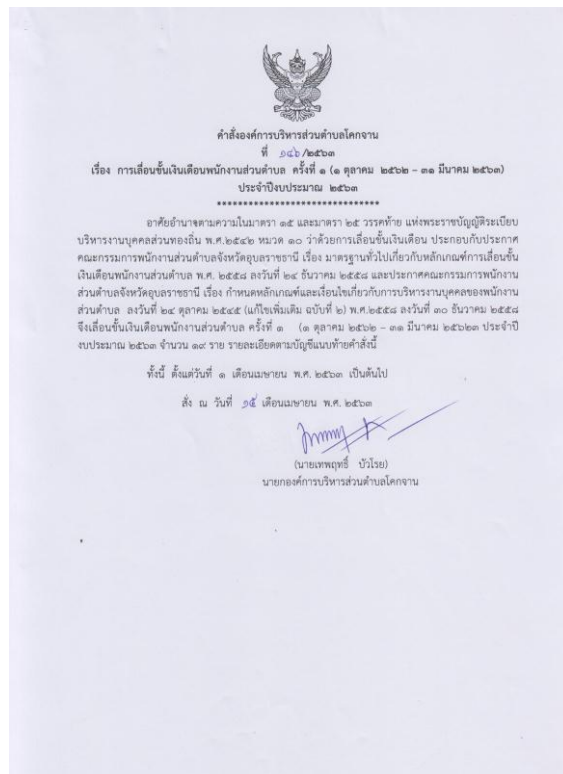 คำสั่งองค์การบริหารส่วนตำบลโคกจาน
ที่ ๑๔๖/๒๕๖๓
เรื่อง การเลื่อนขั้นเงินเดือนพนักงานส่วนตำบล ครั้งที่ ๑ (๑ ตุลาคม ๒๕๖๒ – ๓๑ มีนาคม ๒๕๖๓)
ประจำปีงบประมาณ ๒๕๖๓
*******************************
อาศัยอำนาจตามความในมาตรา ๑๕ และมาตรา ๒๕ วรรคท้าย แห่งพระราชบัญญัติระเบียบ
บริหารงานบุคคลส่วนท้องถิ่น พ.ศ.๒๕๔๒ หมวด ๑๐ ว่าด้วยการเลื่อนขั้นเงินเดือน ประกอบกับประกาศ
คณะกรรมการพนักงานส่วนตำบลจังหวัดอุบลราชธานี เรื่อง มาตรฐานทั่วไปเกี่ยวกับหลักเกณฑ์การเลื่อนขั้น
เงินเดือนพนักงานส่วนตำบล พ.ศ. ๒๕๕๘ ลงวันที่ ๒๔ ธันวาคม ๒๕๕๘ และประกาศคณะกรรมการพนักงาน
ส่วนตำบลจังหวัดอุบลราชธานี เรื่อง กำหนดหลักเกณฑ์และเงื่อนไขเกี่ยวกับการบริหารงานบุคคลของพนักงาน
ส่วนตำบล ลงวันที่ ๒๔ ตุลาคม ๒๕๔๕ (แก้ไขเพิ่มเติม ฉบับที่ ๒) พ.ศ.๒๕๕๘ ลงวันที่ ๓๐ ธันวาคม ๒๕๕๘
จึงเลื่อนขั้นเงินเดือนพนักงานส่วนตำบล ครั้งที่ ๑ (๑ ตุลาคม ๒๕๖๒ – ๓๑ มีนาคม ๒๕๖๒๓ ประจำปี
งบประมาณ ๒๕๖๓ จำนวน ๑๙ ราย รายละเอียดตามบัญชีแนบท้ายคำสั่งนี้
ทั้งนี้ ตั้งแต่วันที่ ๑ เดือนเมษายน พ.ศ. ๒๕๖๓ เป็นต้นไป
สั่ง ณ วันที่ ๑๕ เดือนเมษายน พ.ศ. ๒๕๖๓
(นายเทพฤทธิ์ บัวโรย)
นายกองค์การบริหารส่วนตำบลโคกจาน